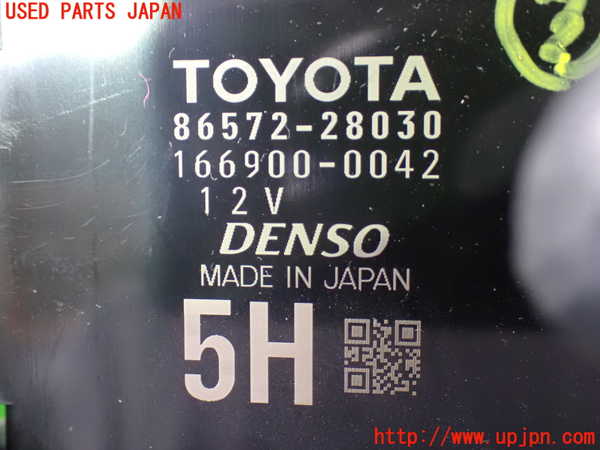 USED PARTS JAPAN
TOYOTA
86572-28030
166900-0042
12V
DENSO
MADE IN JAPAN
5H
http://www.upjpn.com